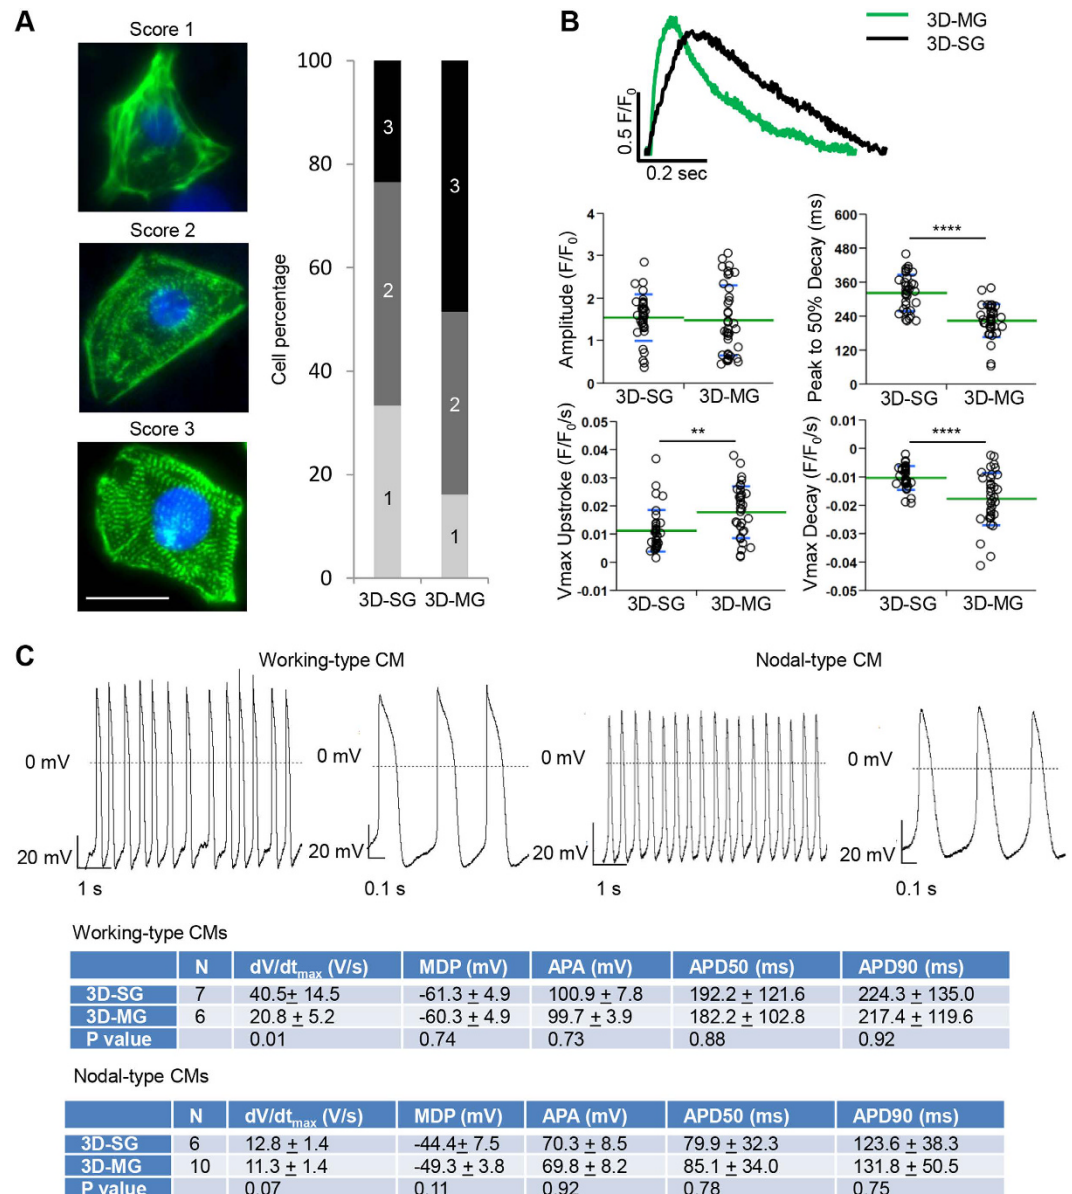 A
Score 1
Score 2
Score 3
Cell percentage
100
80
60
40
20
0
3
2
1
3
2
1
3D-SG 3D-MG
B
3D-MG
3D-SG
0.5 F/F0
0.2 sec
Amplitude (F/F0)
4
3
2
1
0
3D-SG 3D-MG
Peak to 50% Decay (ms)
600
480
360
240
120
0
****
3D-SG 3D-MG
Vmax Upstroke (F/F0/s)
0.05
0.04
0.03
0.02
0.01
0
-0.01
**
3D-SG 3D-MG
Vmax Decay (F/F0/s)
0.01
0
-0.01
-0.02
-0.03
-0.04
-0.05
****
3D-SG 3D-MG
C
Working-type CM
Nodal-type CM
0 mV
0 mV
0 mV
0 mV
20 mV
20 mV
20 mV
20 mV
1 s
0.1 s
1 s
0.1 s
Working-type CMs
N dV/dtmax (V/s) MDP (mV) APA (mV) APD50 (ms) APD90 (ms)
3D-SG 7 40.5± 14.5 -61.3 ± 4.9 100.9 ± 7.8 192.2 ± 121.6 224.3 ± 135.0
3D-MG 6 20.8 ± 5.2 -60.3 ± 4.9 99.7 ± 3.9 182.2 ± 102.8 217.4 ± 119.6
P value 0.01 0.74 0.73 0.88 0.92
Nodal-type CMs
N dV/dtmax (V/s) MDP (mV) APA (mV) APD50 (ms) APD90 (ms)
3D-SG 6 12.8 ± 1.4 -44.4± 7.5 70.3 ± 8.5 79.9 ± 32.3 123.6 ± 38.3
3D-MG 10 11.3 ± 1.4 -49.3 ± 3.8 69.8 ± 8.2 85.1 ± 34.0 131.8 ± 50.5
P value 0.07 0.11 0.92 0.78 0.75